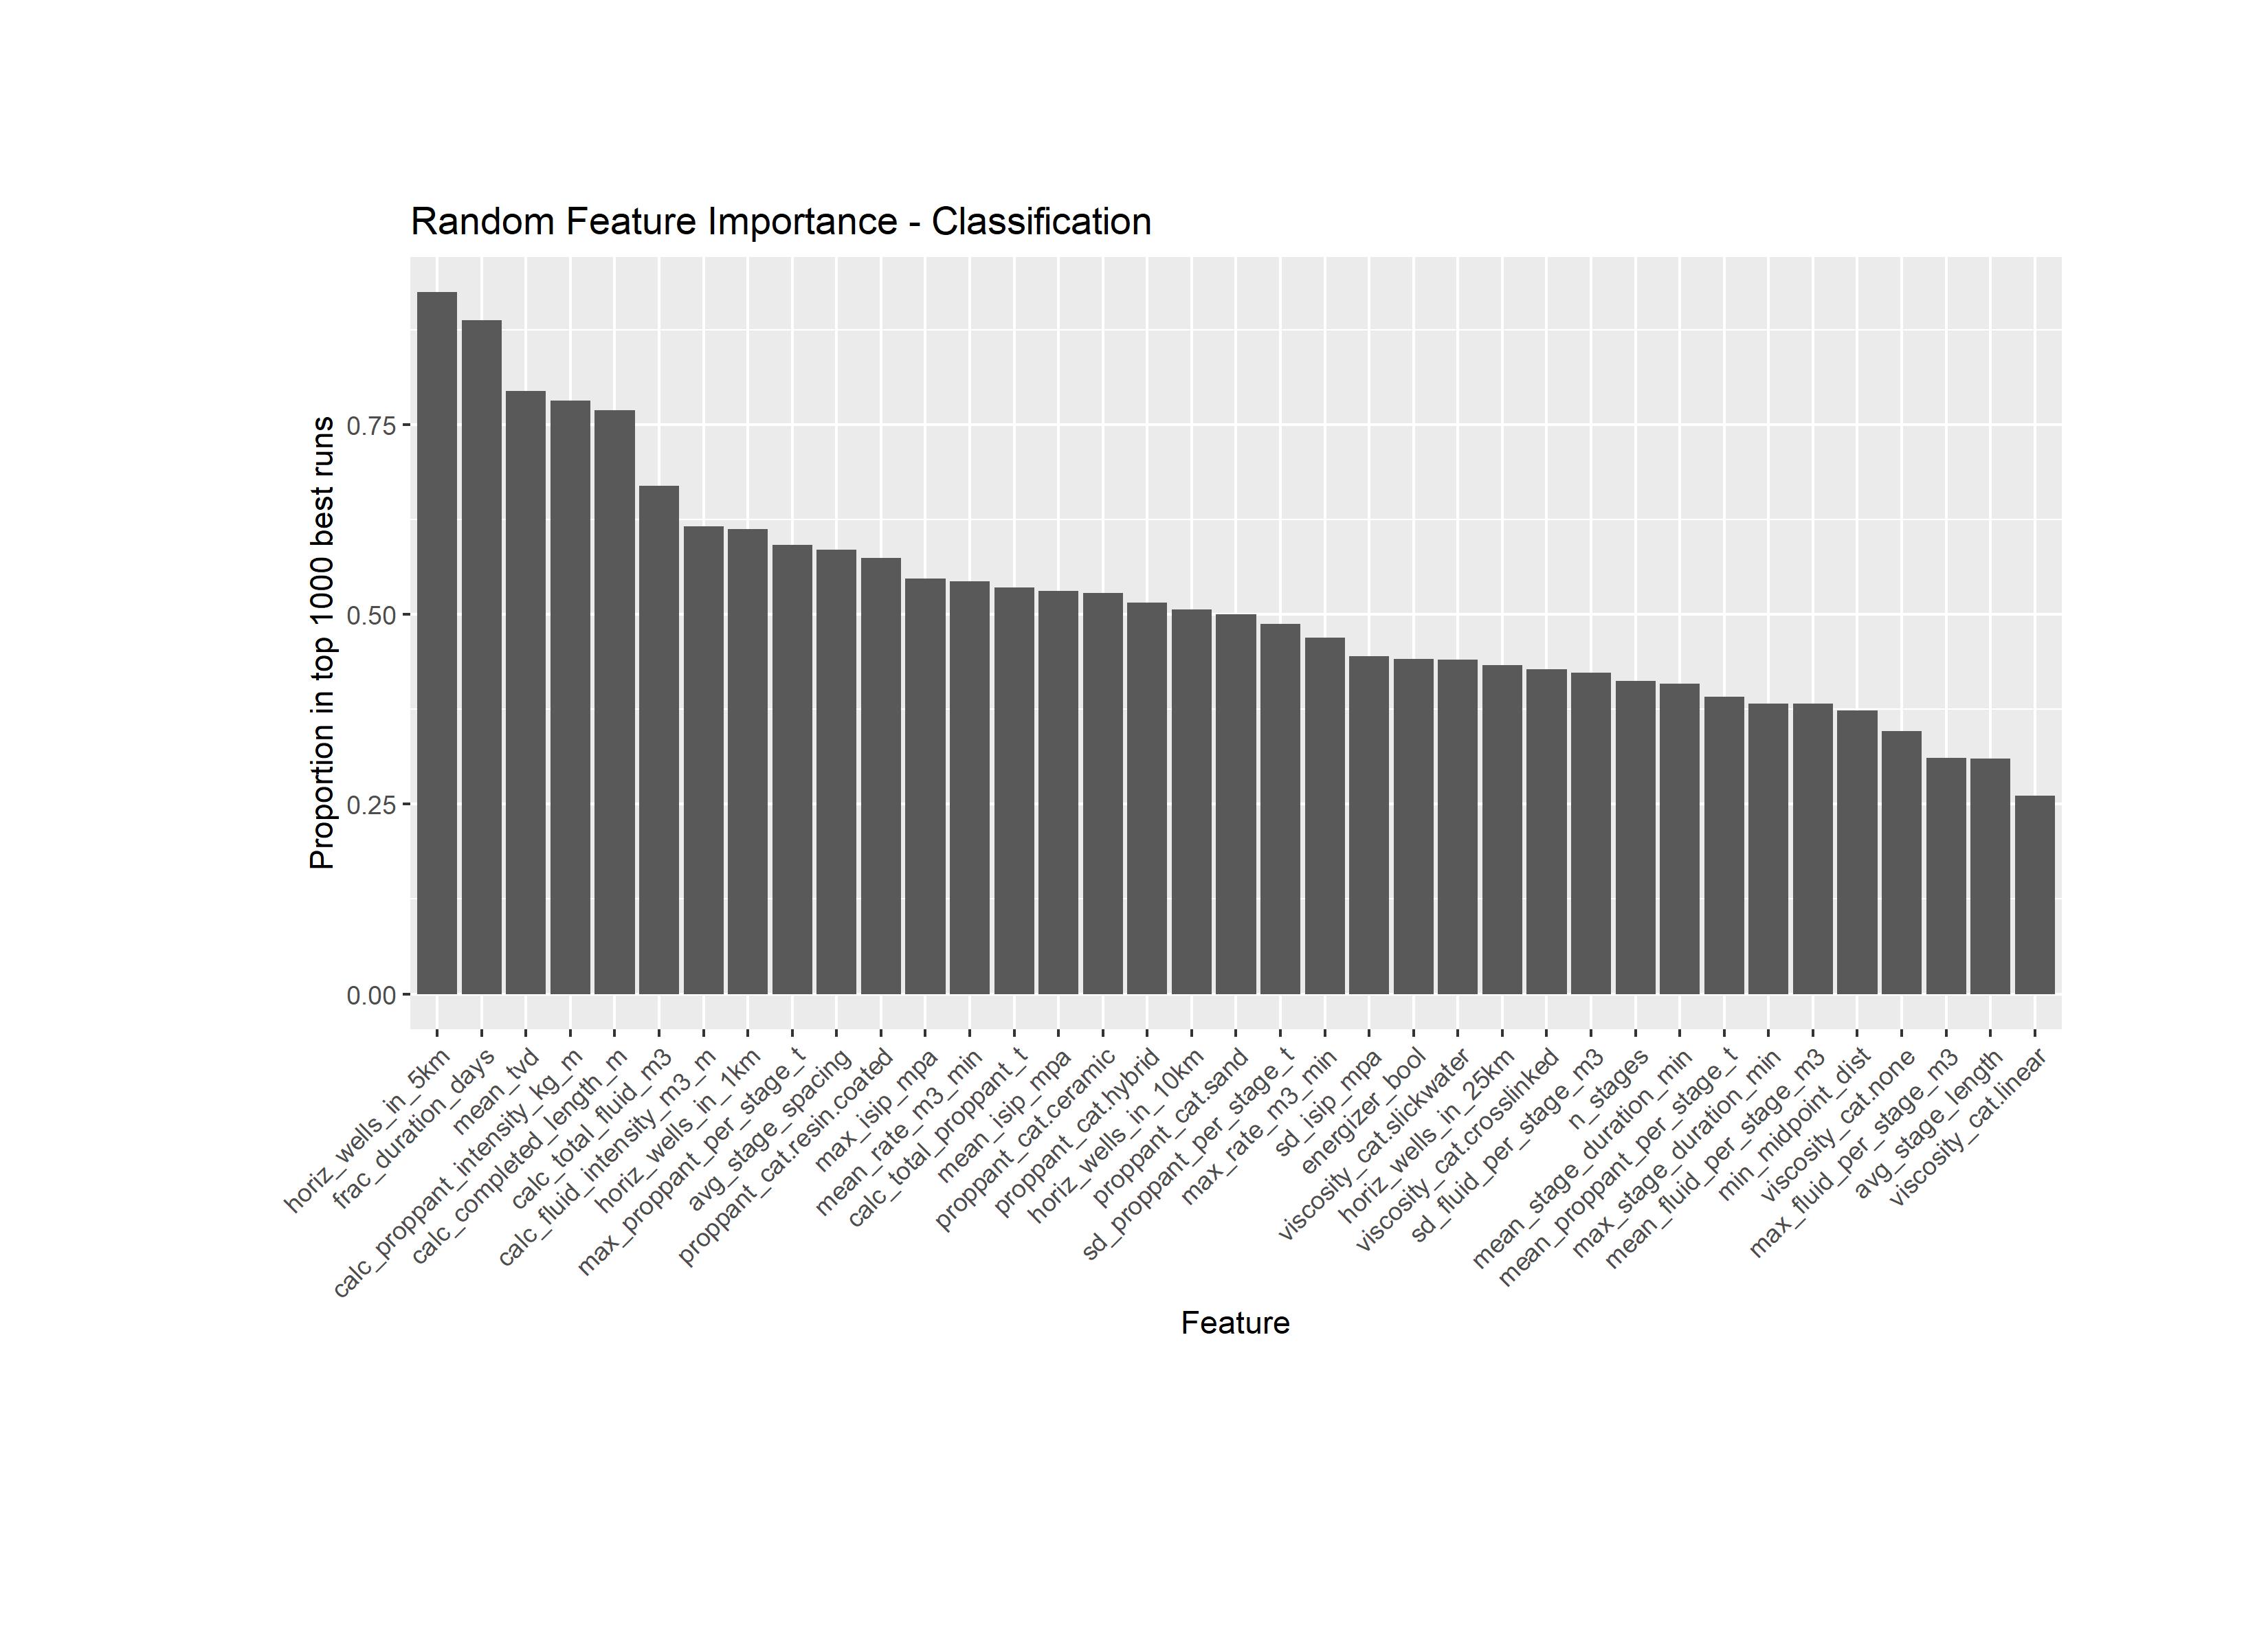 Random Feature Importance - Classification
Proportion in top 1000 best runs
0.75
0.50
0.25
0.00
horiz_wells_in_5km
frac_duration_days
mean_tvd
calc_proppant_intensity_kg_m
calc_completed_length_m
calc_total_fluid_m3
calc_fluid_intensity_m3_m
horiz_wells_in_1km
max_proppant_per_stage_t
avg_stage_spacing
proppant_cat.resin.coated
max_isip_mpa
mean_rate_m3_min
calc_total_proppant_t
mean_isip_mpa
proppant_cat.ceramic
proppant_cat.hybrid
horiz_wells_in_10km
proppant_cat.sand
sd_proppant_per_stage_t
max_rate_m3_min
sd_isip_mpa
energizer_bool
viscosity_cat.slickwater
horiz_wells_in_25km
viscosity_cat.crosslinked
sd_fluid_per_stage_m3
n_stages
mean_stage_duration_min
mean_proppant_per_stage_t
max_stage_duration_min
mean_fluid_per_stage_m3
min_midpoint_dist
viscosity_cat.none
max_fluid_per_stage_m3
avg_stage_length
viscosity_cat.linear
Feature